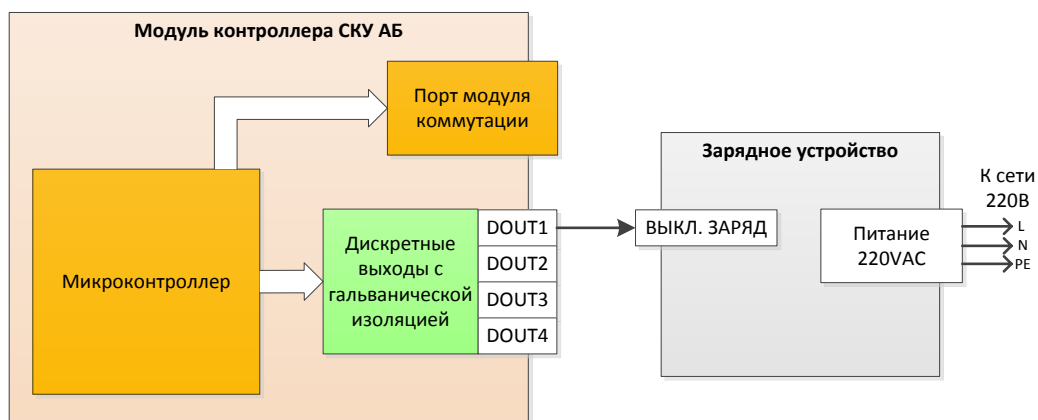 Модуль контроллера СКУ АБ
Порт модуля
коммутации
Микроконтроллер
Дискретные
выходы с
гальванической
изоляцией
DOUT1
DOUT2
DOUT3
DOUT4
Зарядное устройство
ВЫКЛ. ЗАРЯД
Питание
220VAC
К сети
220В
L
N
PE